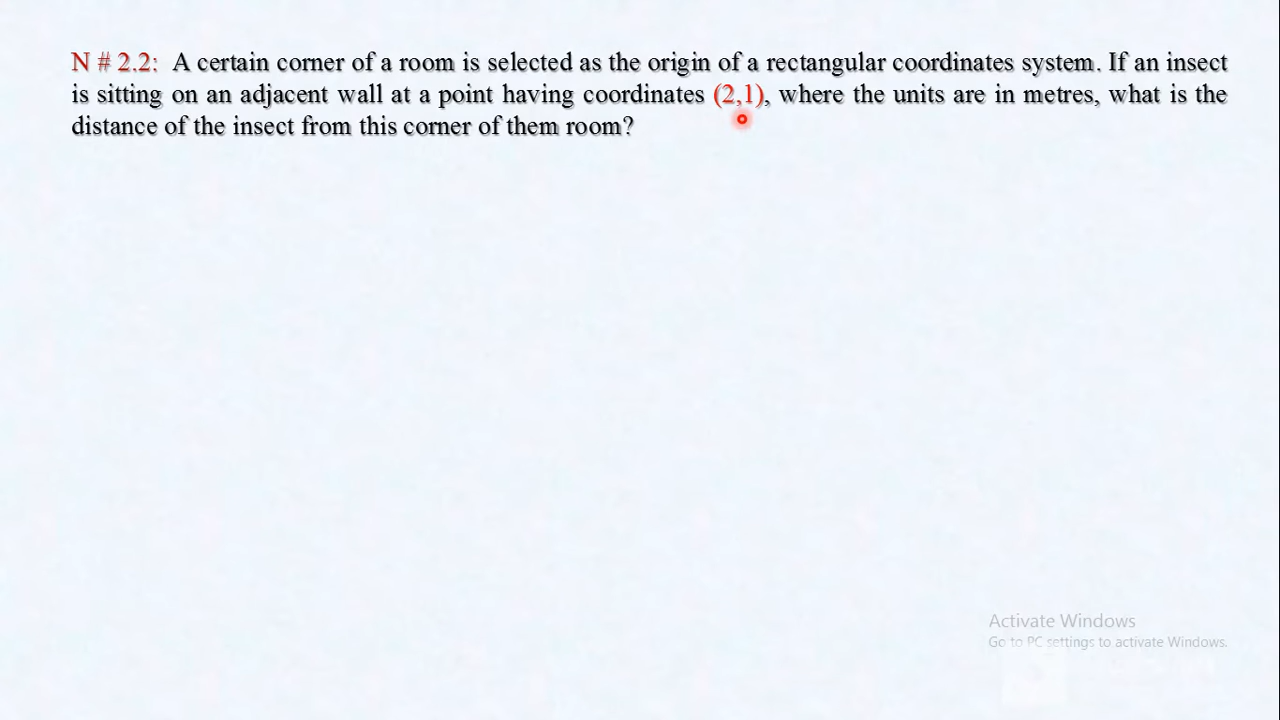 N # 2.2: A certain corner of a room is selected as the origin of a rectangular coordinates system. If an insect
is sitting on an adjacent wall at a point having coordinates (2,1), where the units are in metres, what is the
distance of the insect from this corner of them room?
Activate Windows
Go to PC settings to activate Windows.